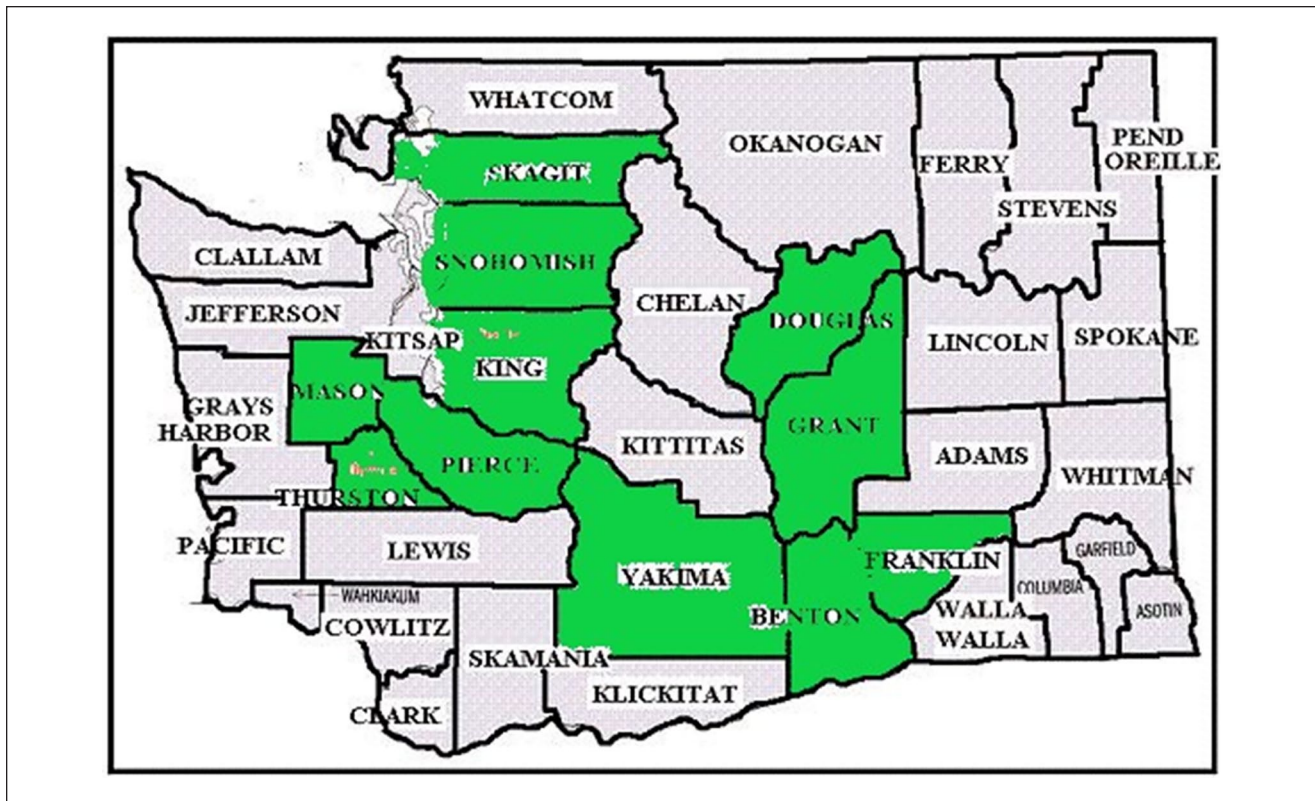 WHATCOM
OKANOGAN
PEND
OREILLE
FERRY
SKAGIT
STEVENS
CLALLAM
SNOHOMISH
CHELAN
JEFFERSON
DOUGLAS
KITSAP
LINCOLN
SPOKANE
KING
MASON
GRAYS
HARBOR
GRANT
KITTITAS
ADAMS
PIERCE
WHITMAN
THURSTON
PACIFIC
LEWIS
GARFIELD
FRANKLIN
YAKIMA
COLUMBIA
WAHKIAKUM
BENTON
WALLA
WALLA
ASOTIN
COWLITZ
SKAMANIA
KLICKITAT
CLARK